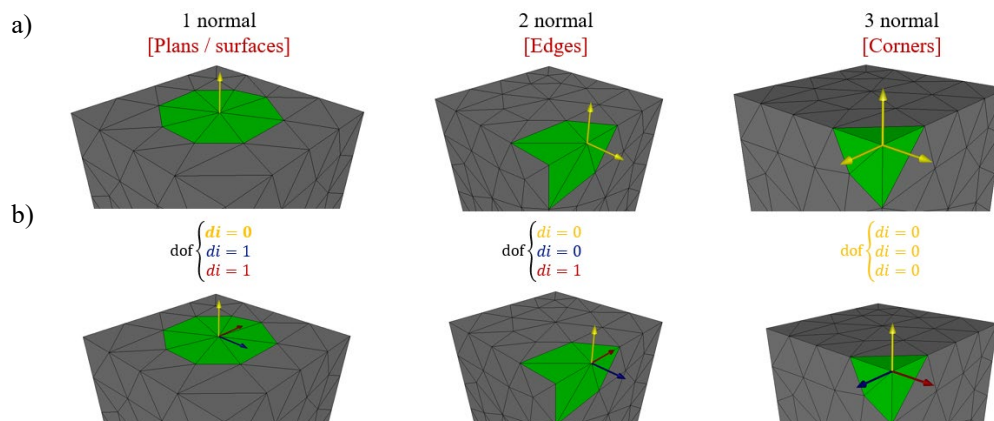 a)
1 normal
[Plans / surfaces]
2 normal
[Edges]
3 normal
[Corners]
b)
dof { di = 0
di = 1
di = 1
dof { di = 0
di = 0
di = 1
dof { di = 0
di = 0
di = 0